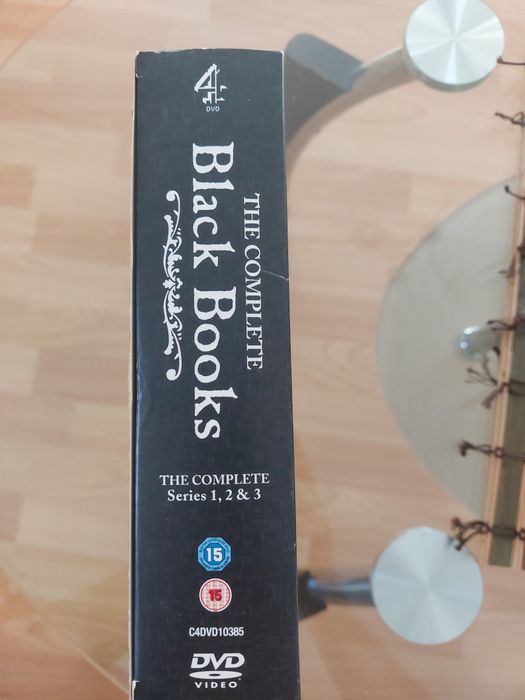 4
DVD
THE COMPLETE
Black Books
THE COMPLETE
Series 1, 2 & 3
15
15
C4DVD10385
DVD
VIDEO